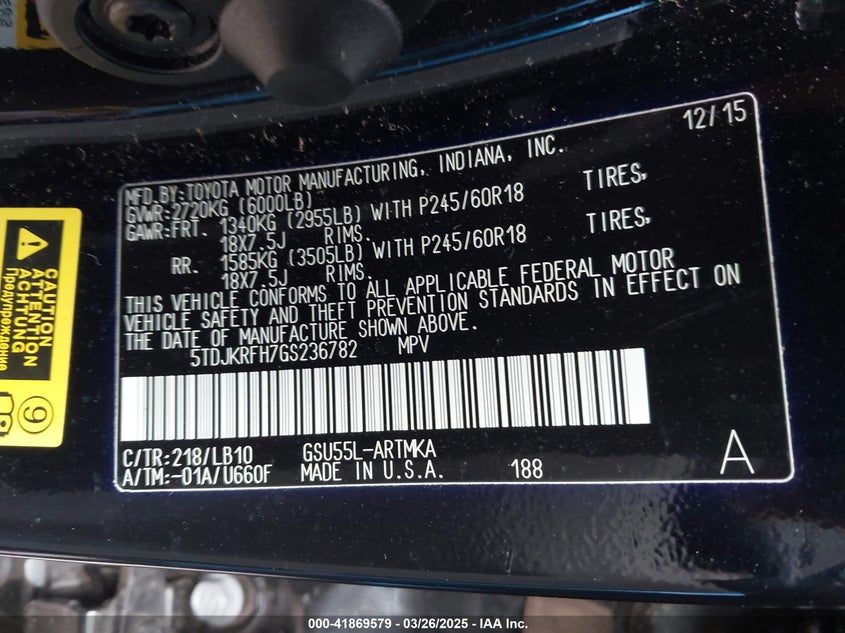 12/15
MFD.BY:TOYOTA MOTOR MANUFACTURING, INDIANA, INC.
GVWR:2720KG (6000LB)
GAWR:FRT. 1340KG (2955LB) WITH P245/60R18 TIRES,
18X7.5J RIMS.
RR. 1585KG (3505LB) WITH P245/60R18 TIRES,
18X7.5J RIMS.
THIS VEHICLE CONFORMS TO ALL APPLICABLE FEDERAL MOTOR
VEHICLE SAFETY AND THEFT PREVENTION STANDARDS IN EFFECT ON
THE DATE OF MANUFACTURE SHOWN ABOVE.
5TDJKRFH7GS236782 MPV
C/TR:218/LB10 GSU55L-ARTMKA
A/TM:-01A/U660F MADE IN U.S.A. 188 A
CAUTION
ATTENTION
ACHTUNG
Предупреждение
9
000-41869579 - 03/26/2025 - IAA Inc.